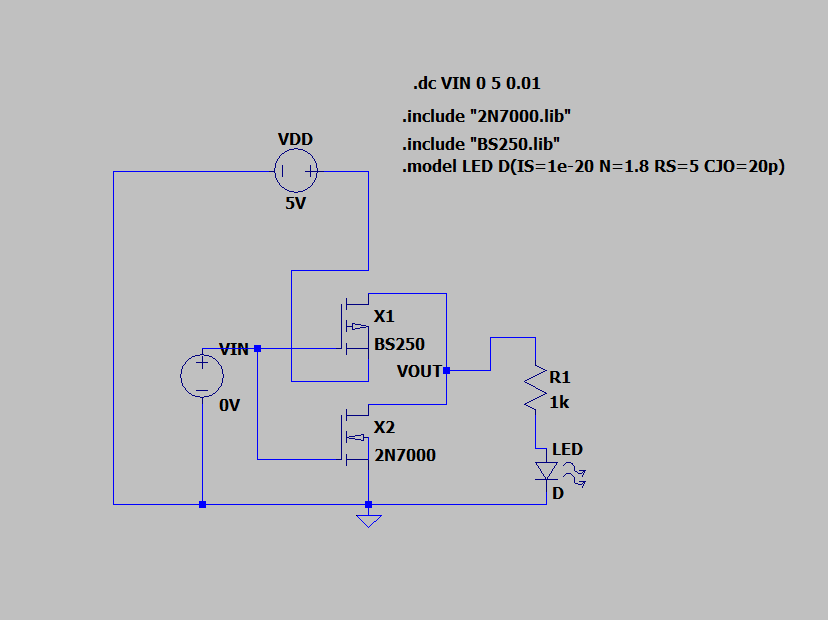 .dc VIN 0 5 0.01
.include "2N7000.lib"
.include "BS250.lib"
.model LED D(IS=1e-20 N=1.8 RS=5 CJO=20p)
VDD
5V
X1
BS250
VIN
0V
VOUT
R1
1k
X2
2N7000
LED
D